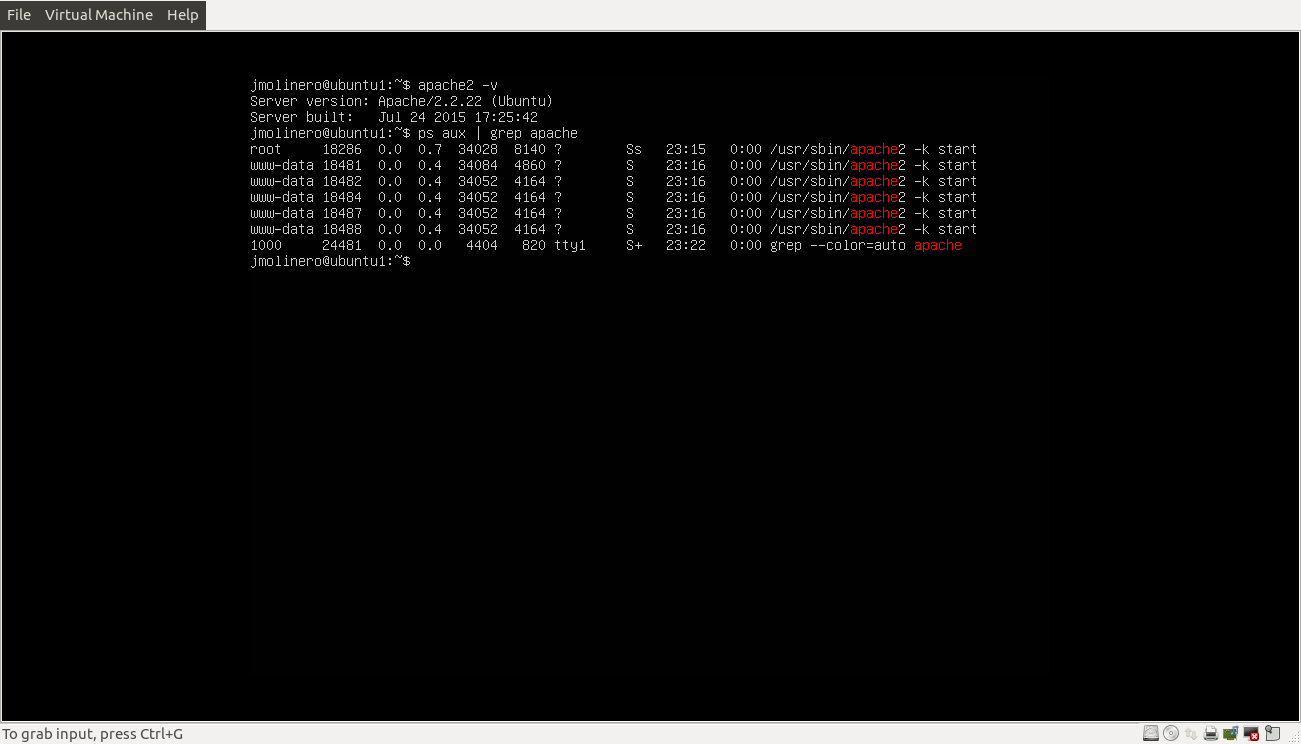 File Virtual Machine Help
jmolinero@ubuntu1:~$ apache2 -v
Server version: Apache/2.2.22 (Ubuntu)
Server built:   Jul 24 2015 17:25:42
jmolinero@ubuntu1:~$ ps aux | grep apache
root     18286  0.0  0.7  34028  8140 ?        Ss   23:15   0:00 /usr/sbin/apache2 -k start
www-data 18481  0.0  0.4  34084  4860 ?        S    23:16   0:00 /usr/sbin/apache2 -k start
www-data 18482  0.0  0.4  34052  4164 ?        S    23:16   0:00 /usr/sbin/apache2 -k start
www-data 18484  0.0  0.4  34052  4164 ?        S    23:16   0:00 /usr/sbin/apache2 -k start
www-data 18487  0.0  0.4  34052  4164 ?        S    23:16   0:00 /usr/sbin/apache2 -k start
www-data 18488  0.0  0.4  34052  4164 ?        S    23:16   0:00 /usr/sbin/apache2 -k start
1000     24481  0.0  0.0   4404   820 tty1     S+   23:22   0:00 grep --color=auto apache
jmolinero@ubuntu1:~$
To grab input, press Ctrl+G